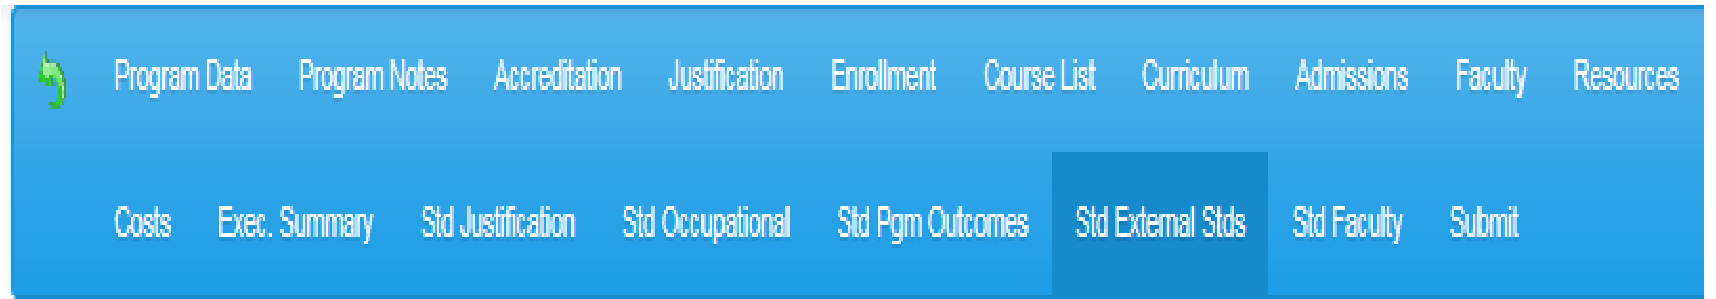 Program Data Program Notes Accreditation Justification Enrollment Course List Curriculum Admissions Faculty Resources
Costs Exec. Summary Std Justification Std Occupational Std Pgm Outcomes Std External Stds Std Faculty Submit